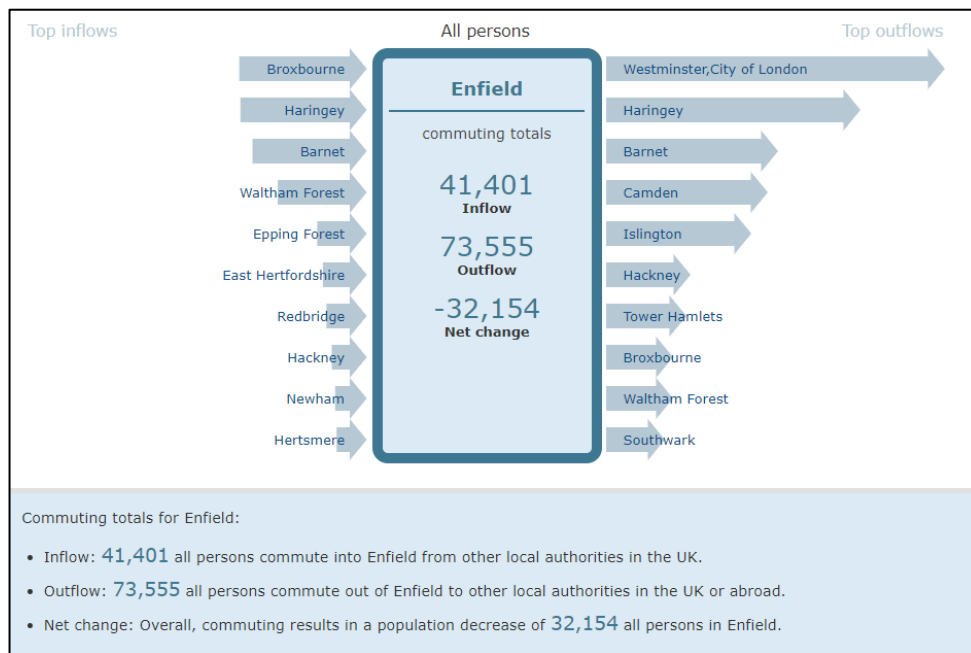 Top inflows
All persons
Top outflows
Broxbourne
Haringey
Barnet
Waltham Forest
Epping Forest
East Hertfordshire
Redbridge
Hackney
Newham
Hertsmere
Enfield
commuting totals
41,401
Inflow
73,555
Outflow
-32,154
Net change
Westminster,City of London
Haringey
Barnet
Camden
Islington
Hackney
Tower Hamlets
Broxbourne
Waltham Forest
Southwark
Commuting totals for Enfield:
• Inflow: 41,401 all persons commute into Enfield from other local authorities in the UK.
• Outflow: 73,555 all persons commute out of Enfield to other local authorities in the UK or abroad.
• Net change: Overall, commuting results in a population decrease of 32,154 all persons in Enfield.